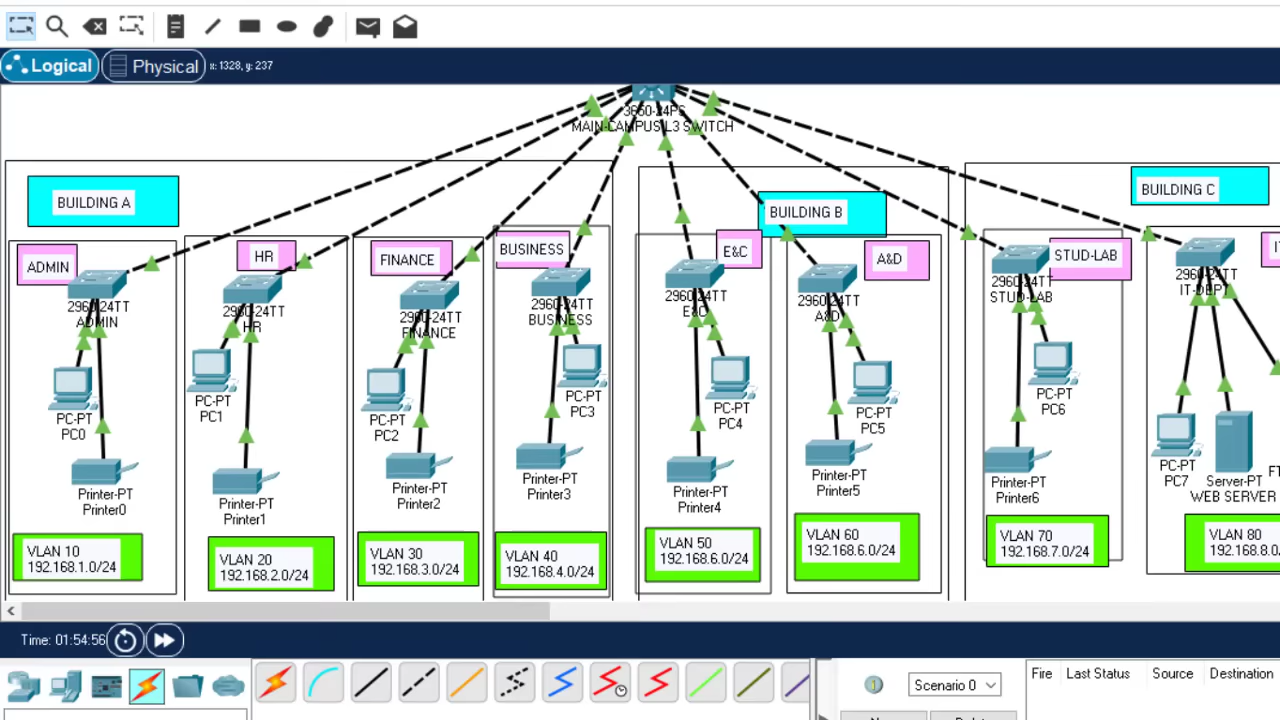 Logical
Physical
x: 1328, y: 237
3650-24PS
MAIN-CAMPUS L3 SWITCH
BUILDING A
BUILDING B
BUILDING C
ADMIN
HR
FINANCE
BUSINESS
E&C
A&D
STUD-LAB
2960-24TT
ADMIN
2960-24TT
HR
2960-24TT
FINANCE
2960-24TT
BUSINESS
2960-24TT
E&C
2960-24TT
A&D
2960-24TT
STUD-LAB
2960-24TT
IT-DEPT
PC-PT
PC0
PC-PT
PC1
PC-PT
PC2
PC-PT
PC3
PC-PT
PC4
PC-PT
PC5
PC-PT
PC6
PC-PT
PC7
Server-PT
WEB SERVER
Printer-PT
Printer0
Printer-PT
Printer1
Printer-PT
Printer2
Printer-PT
Printer3
Printer-PT
Printer4
Printer-PT
Printer5
Printer-PT
Printer6
VLAN 10
192.168.1.0/24
VLAN 20
192.168.2.0/24
VLAN 30
192.168.3.0/24
VLAN 40
192.168.4.0/24
VLAN 50
192.168.6.0/24
VLAN 60
192.168.6.0/24
VLAN 70
192.168.7.0/24
VLAN 80
192.168.8.0/
Time: 01:54:56
Scenario 0
Fire
Last Status
Source
Destination